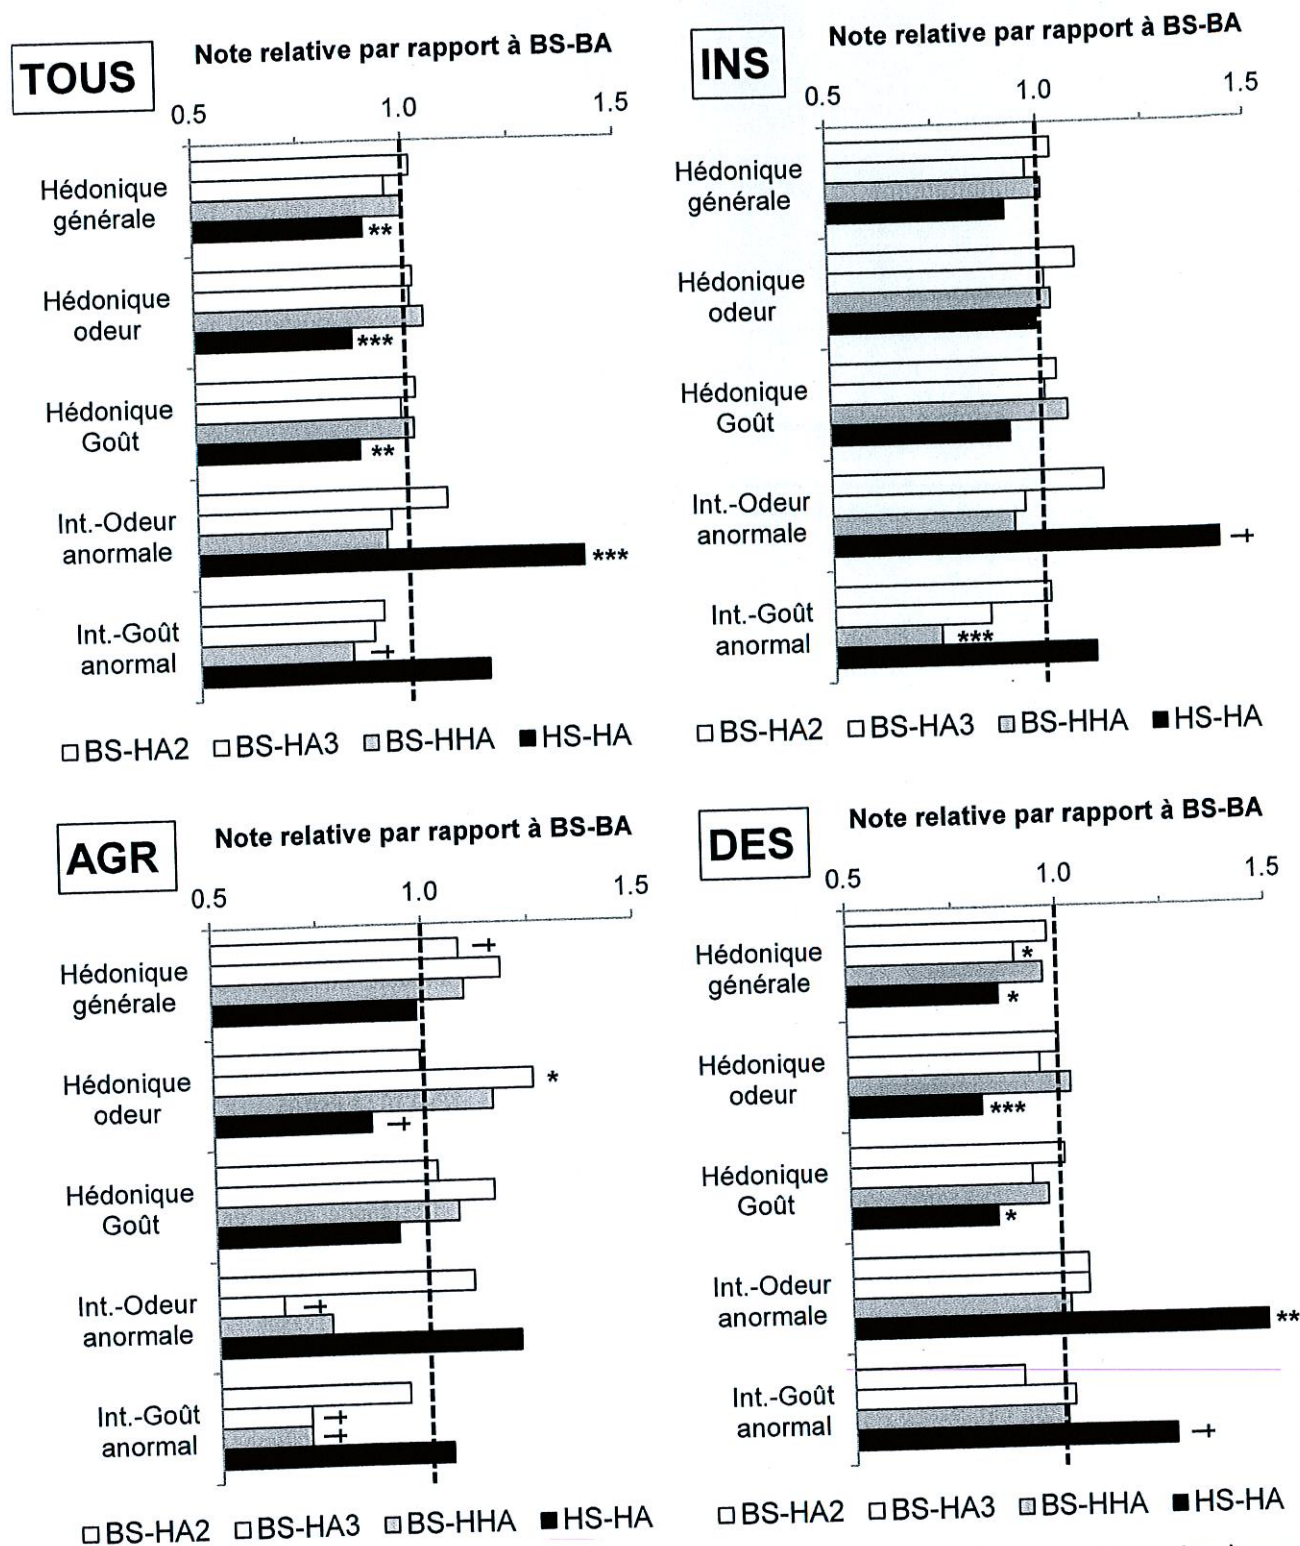 TOUS
Note relative par rapport à BS-BA
0.5 1.0 1.5
Hédonique
générale
**
Hédonique
odeur
***
Hédonique
Goût
**
Int.-Odeur
anormale
***
Int.-Goût
anormal
†
BS-HA2 BS-HA3 BS-HHA HS-HA
INS
Note relative par rapport à BS-BA
0.5 1.0 1.5
Hédonique
générale
Hédonique
odeur
Hédonique
Goût
Int.-Odeur
anormale
†
Int.-Goût
anormal
***
BS-HA2 BS-HA3 BS-HHA HS-HA
AGR
Note relative par rapport à BS-BA
0.5 1.0 1.5
†
Hédonique
générale
Hédonique
odeur
*
†
Hédonique
Goût
Int.-Odeur
anormale
†
Int.-Goût
anormal
†
†
BS-HA2 BS-HA3 BS-HHA HS-HA
DES
Note relative par rapport à BS-BA
0.5 1.0 1.5
Hédonique
générale
*
*
Hédonique
odeur
***
Hédonique
Goût
*
Int.-Odeur
anormale
**
Int.-Goût
anormal
†
BS-HA2 BS-HA3 BS-HHA HS-HA